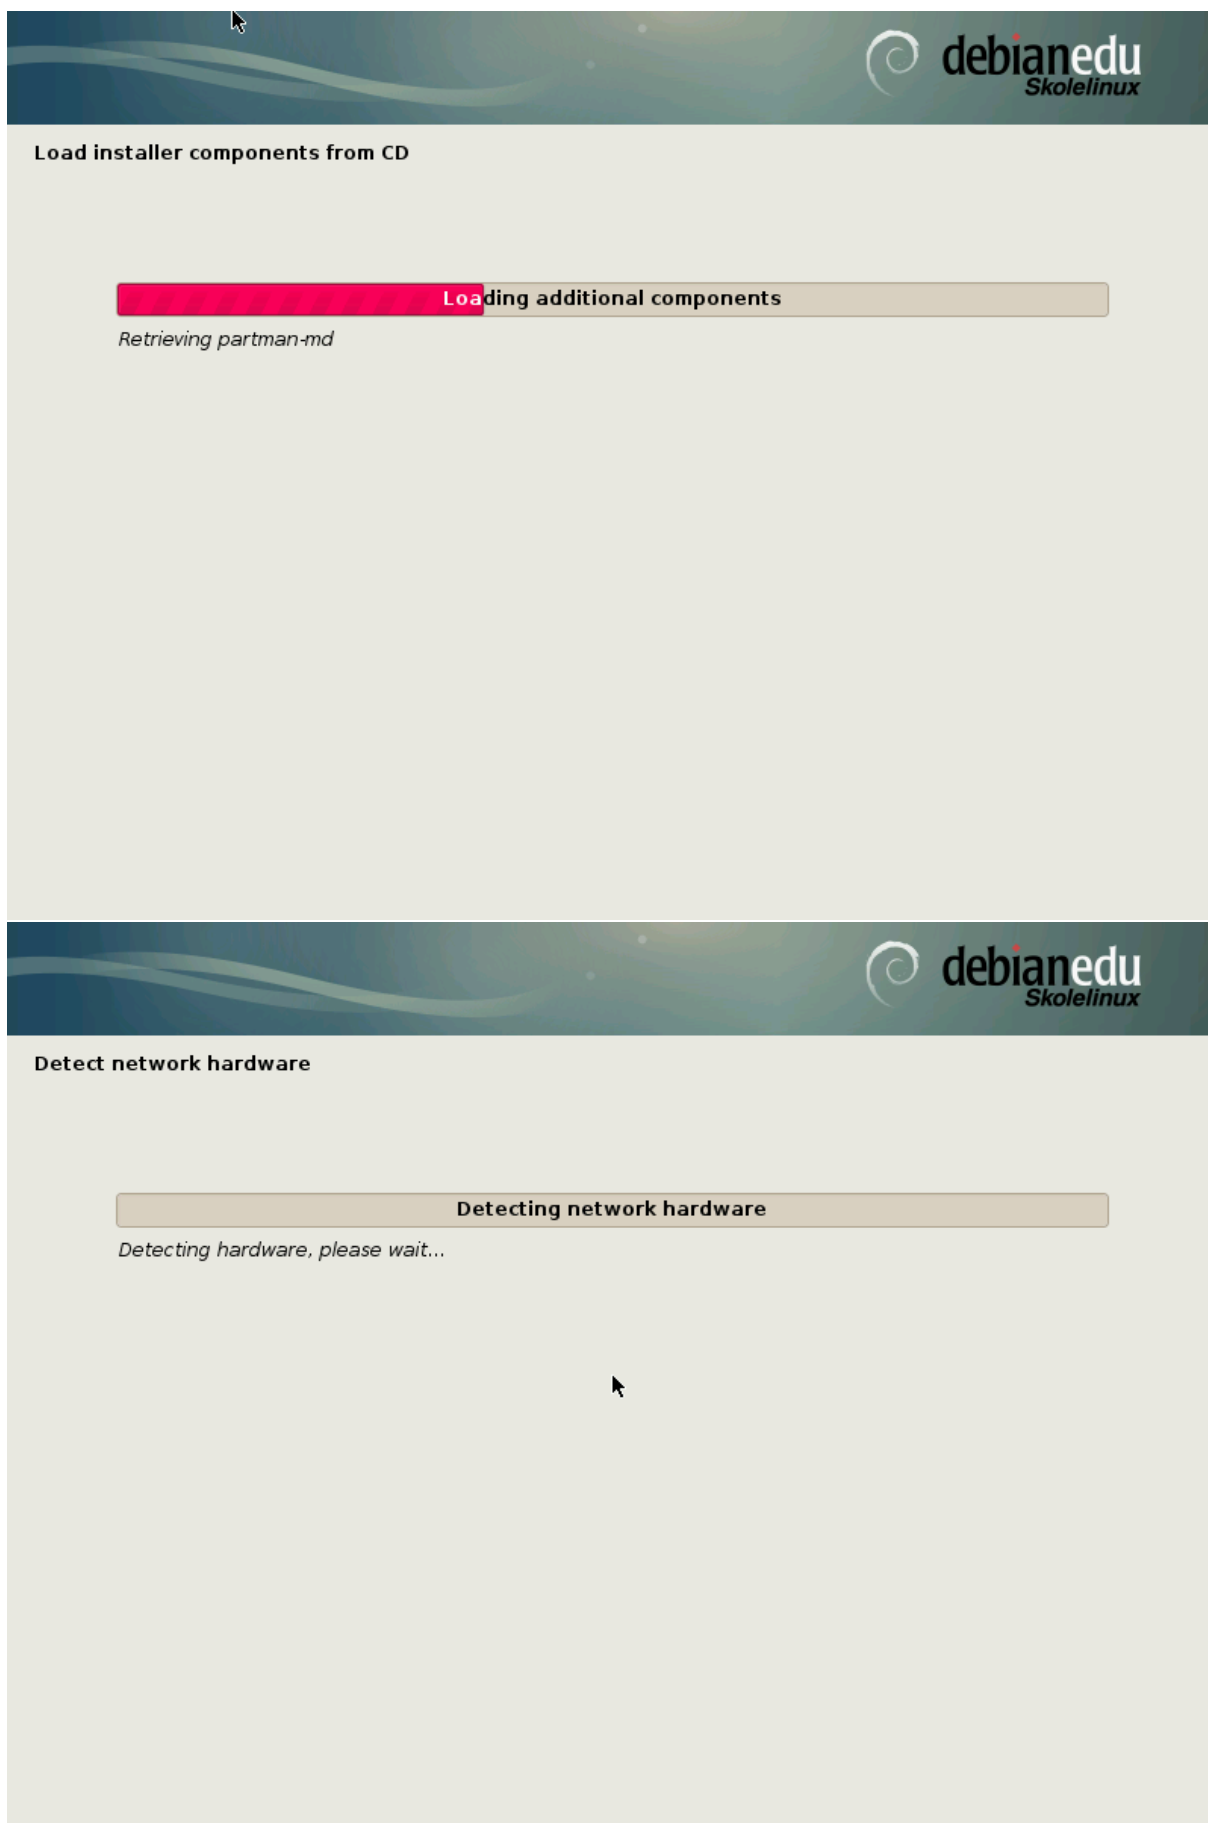 debianedu
Skolelinux
Load installer components from CD
Loading additional components
Retrieving partman-md
debianedu
Skolelinux
Detect network hardware
Detecting network hardware
Detecting hardware, please wait...